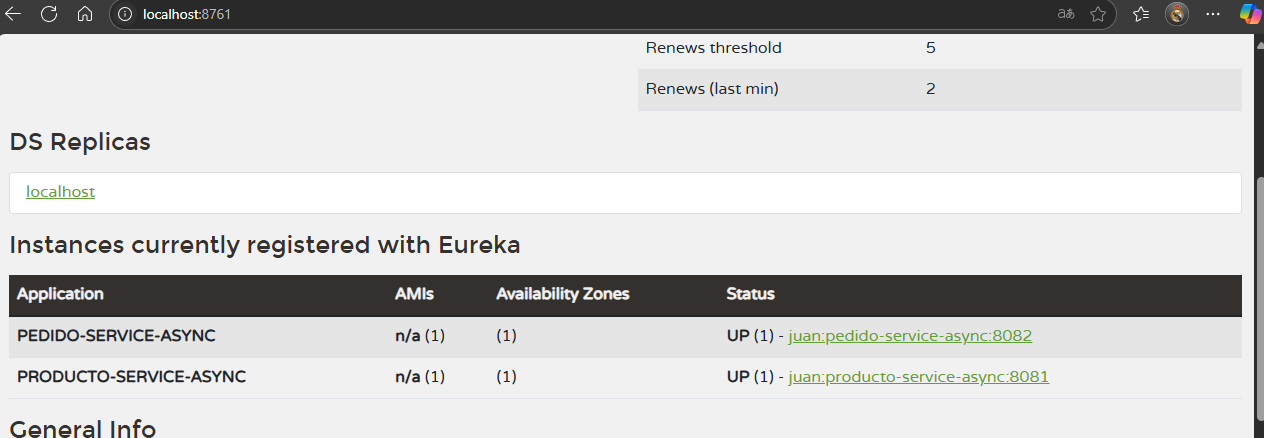 localhost:8761
aあ
Renews threshold 5
Renews (last min) 2
DS Replicas
localhost
Instances currently registered with Eureka
Application AMIs Availability Zones Status
PEDIDO-SERVICE-ASYNC n/a (1) (1) UP (1) - juan:pedido-service-async:8082
PRODUCTO-SERVICE-ASYNC n/a (1) (1) UP (1) - juan:producto-service-async:8081
General Info